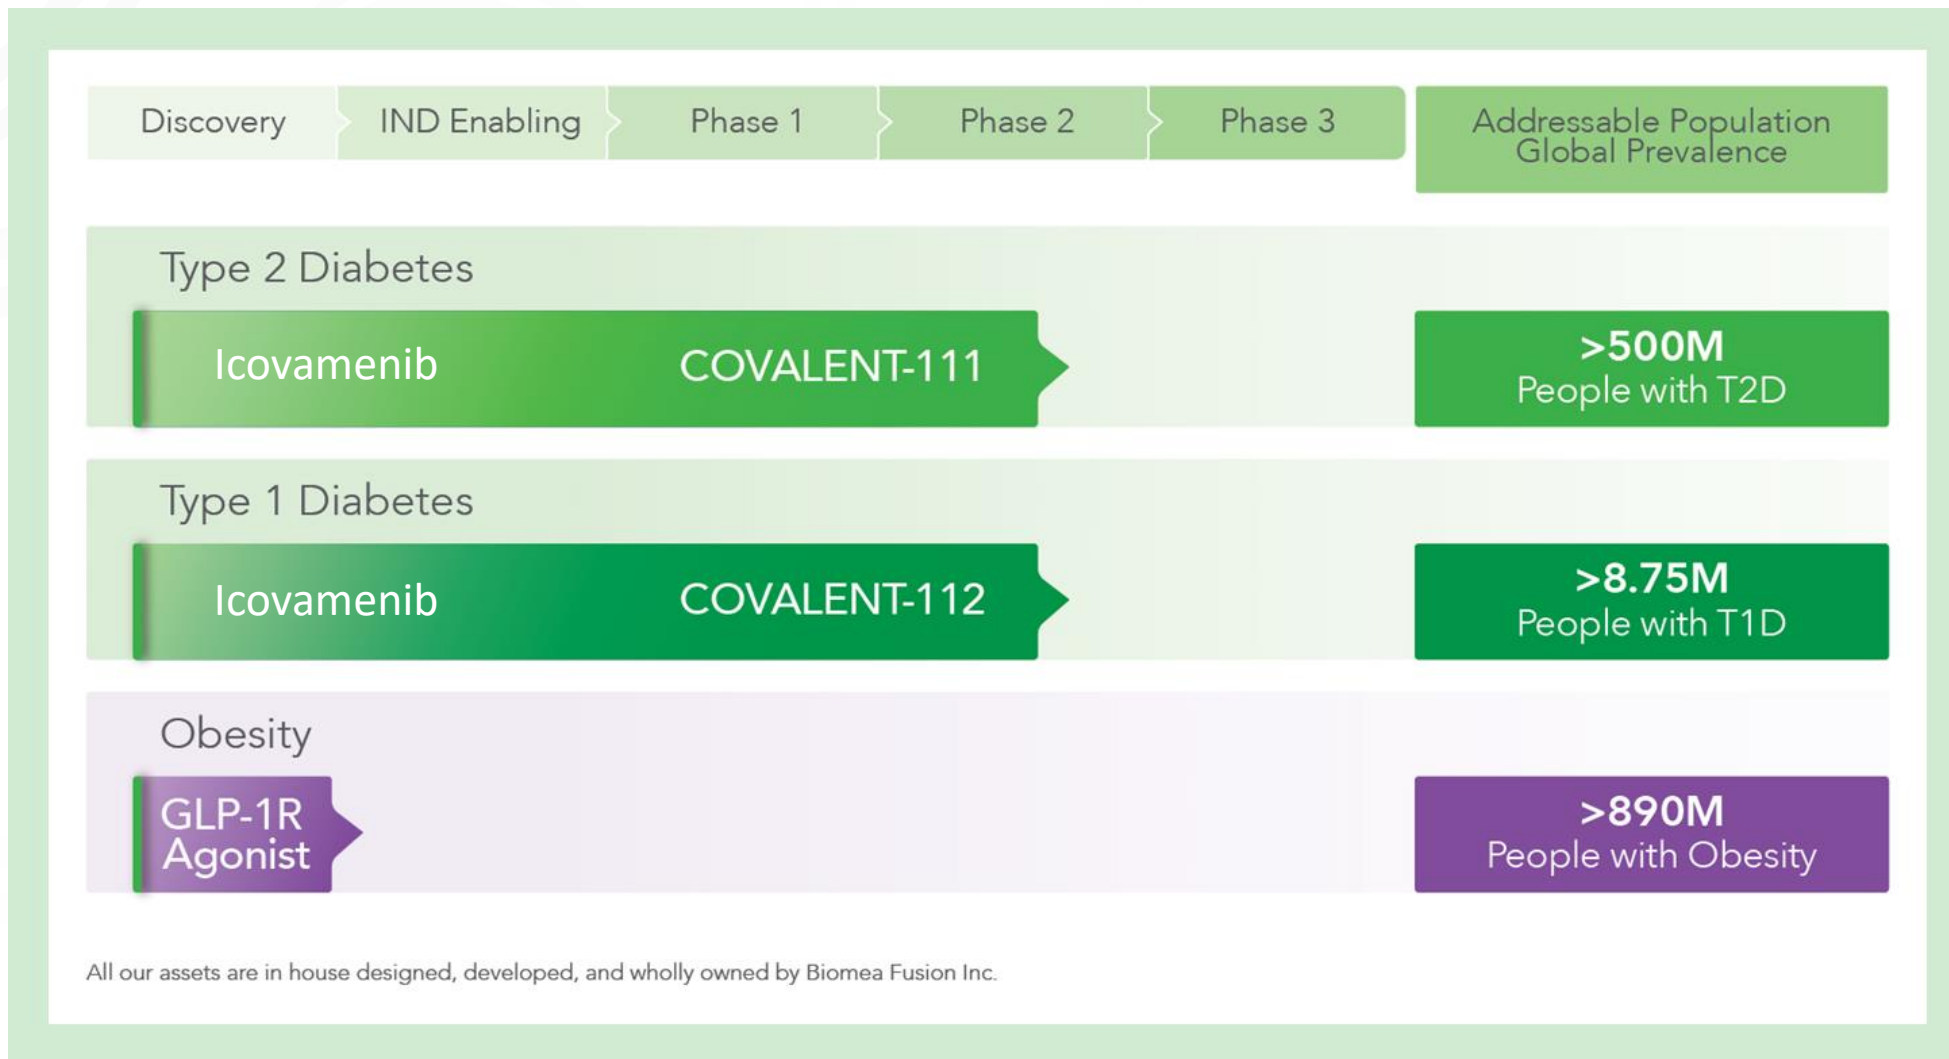 Discovery
IND Enabling
Phase 1
Phase 2
Phase 3
Addressable Population
Global Prevalence
Type 2 Diabetes
Icovamenib
COVALENT-111
>500M
People with T2D
Type 1 Diabetes
Icovamenib
COVALENT-112
>8.75M
People with T1D
Obesity
GLP-1R
Agonist
>890M
People with Obesity
All our assets are in house designed, developed, and wholly owned by Biomea Fusion Inc.